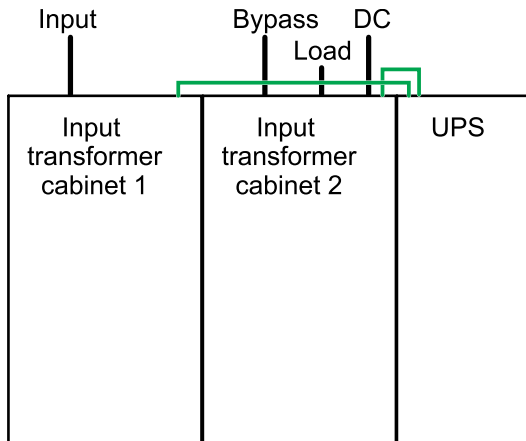 Input
Bypass
DC
Load
Input
transformer
cabinet 1
Input
transformer
cabinet 2
UPS